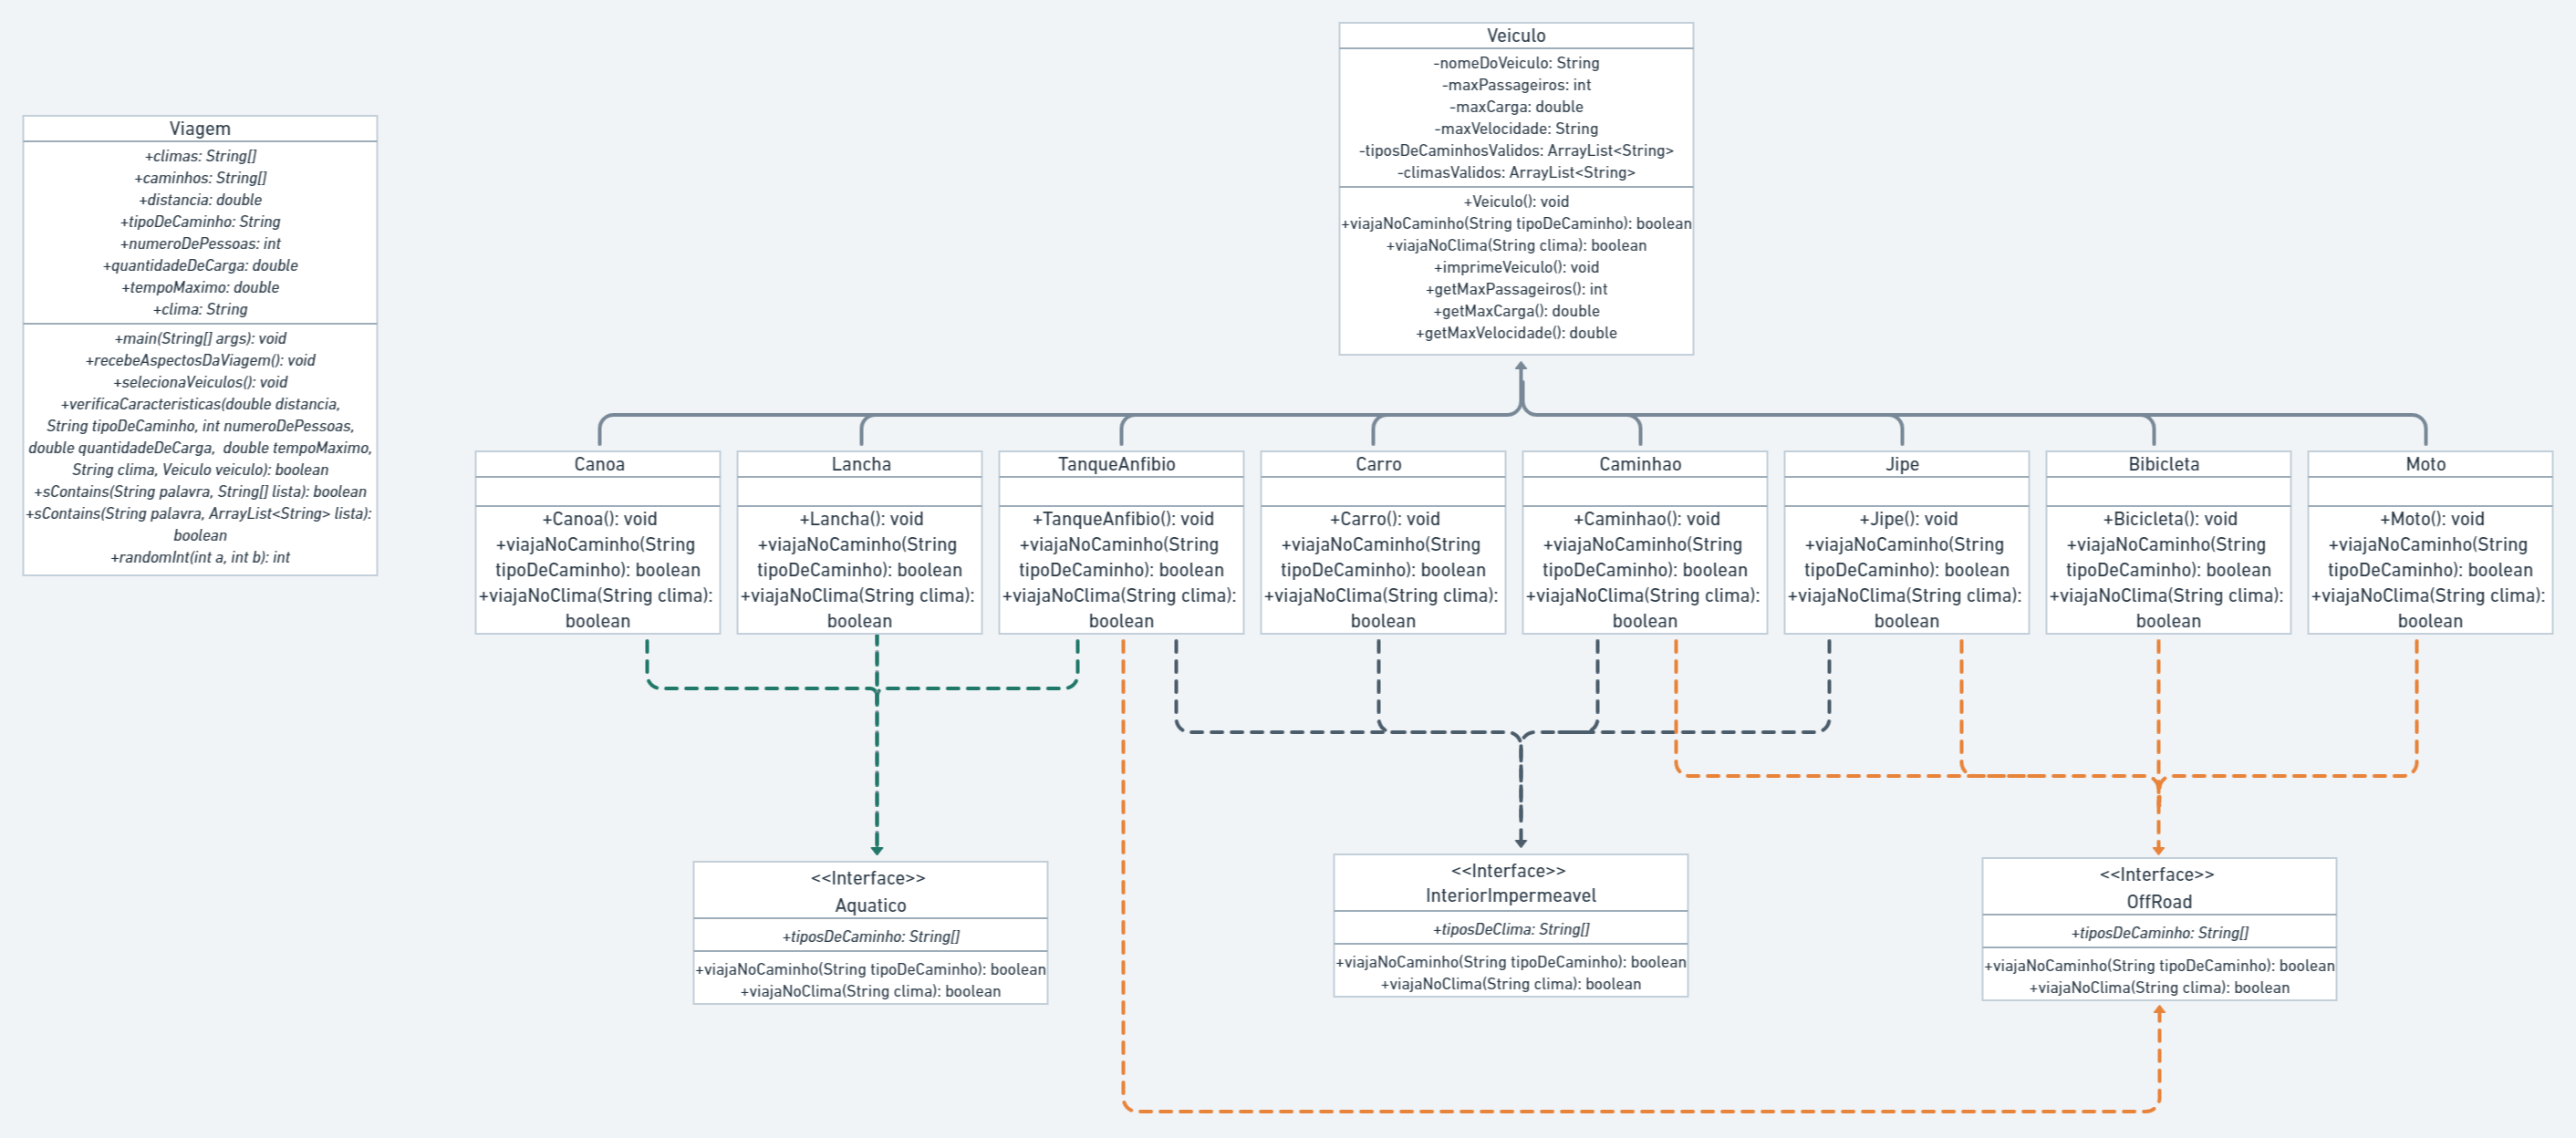 Veiculo
-nomeDoVeiculo: String
-maxPassageiros: int
-maxCarga: double
-maxVelocidade: String
-tiposDeCaminhosValidos: ArrayList<String>
-climasValidos: ArrayList<String>
+Veiculo(): void
+viajaNoCaminho(String tipoDeCaminho): boolean
+viajaNoClima(String clima): boolean
+imprimeVeiculo(): void
+getMaxPassageiros(): int
+getMaxCarga(): double
+getMaxVelocidade(): double
Viagem
+climas: String[]
+caminhos: String[]
+distancia: double
+tipoDeCaminho: String
+numeroDePessoas: int
+quantidadeDeCarga: double
+tempoMaximo: double
+clima: String
+main(String[] args): void
+recebeAspectosDaViagem(): void
+selecionaVeiculos(): void
+verificaCaracteristicas(double distancia,
String tipoDeCaminho, int numeroDePessoas,
double quantidadeDeCarga, double tempoMaximo,
String clima, Veiculo veiculo): boolean
+sContains(String palavra, String[] lista): boolean
+sContains(String palavra, ArrayList<String> lista):
boolean
+randomInt(int a, int b): int
Canoa
+Canoa(): void
+viajaNoCaminho(String
tipoDeCaminho): boolean
+viajaNoClima(String clima):
boolean
Lancha
+Lancha(): void
+viajaNoCaminho(String
tipoDeCaminho): boolean
+viajaNoClima(String clima):
boolean
TanqueAnfibio
+TanqueAnfibio(): void
+viajaNoCaminho(String
tipoDeCaminho): boolean
+viajaNoClima(String clima):
boolean
Carro
+Carro(): void
+viajaNoCaminho(String
tipoDeCaminho): boolean
+viajaNoClima(String clima):
boolean
Caminhao
+Caminhao(): void
+viajaNoCaminho(String
tipoDeCaminho): boolean
+viajaNoClima(String clima):
boolean
Jipe
+Jipe(): void
+viajaNoCaminho(String
tipoDeCaminho): boolean
+viajaNoClima(String clima):
boolean
Bibicleta
+Bicicleta(): void
+viajaNoCaminho(String
tipoDeCaminho): boolean
+viajaNoClima(String clima):
boolean
Moto
+Moto(): void
+viajaNoCaminho(String
tipoDeCaminho): boolean
+viajaNoClima(String clima):
boolean
<<Interface>>
Aquatico
+tiposDeCaminho: String[]
+viajaNoCaminho(String tipoDeCaminho): boolean
+viajaNoClima(String clima): boolean
<<Interface>>
InteriorImpermeavel
+tiposDeClima: String[]
+viajaNoCaminho(String tipoDeCaminho): boolean
+viajaNoClima(String clima): boolean
<<Interface>>
OffRoad
+tiposDeCaminho: String[]
+viajaNoCaminho(String tipoDeCaminho): boolean
+viajaNoClima(String clima): boolean